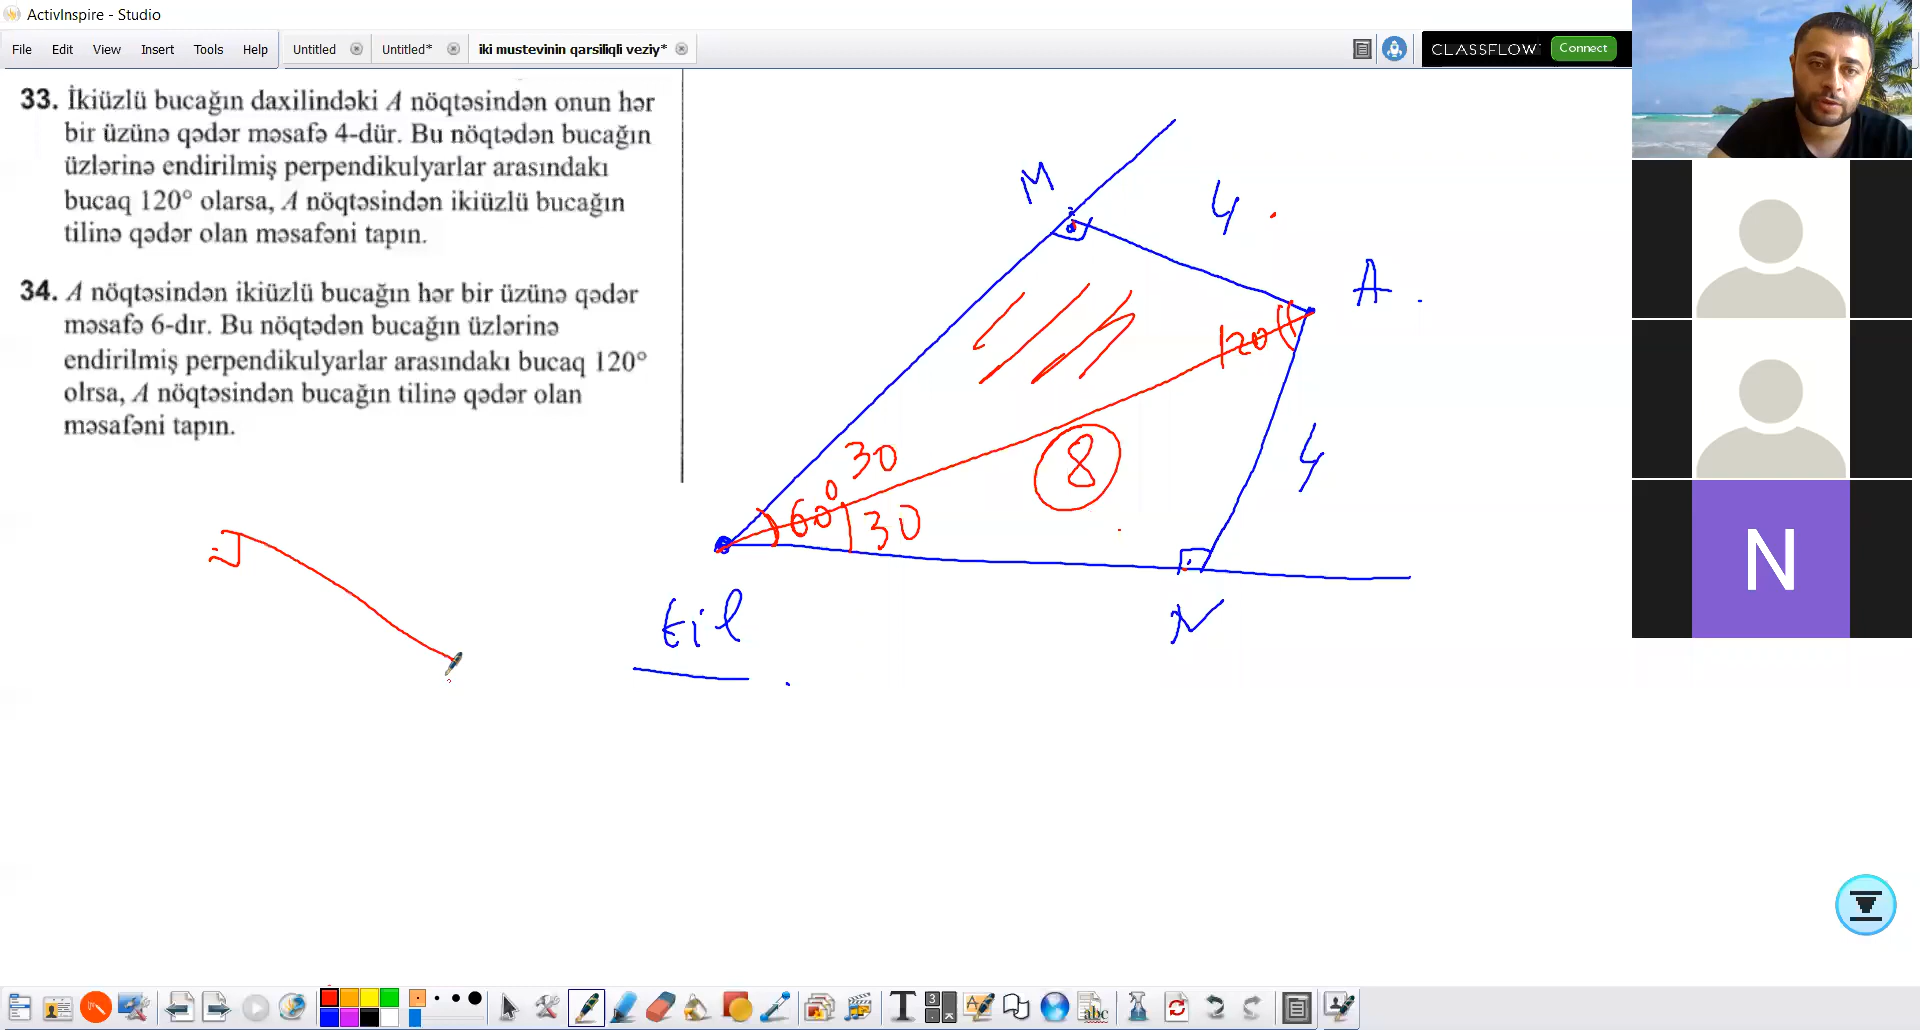 ActivInspire - Studio
File Edit View Insert Tools Help
Untitled
Untitled*
iki mustevinin qarsiliqli veziy*
CLASSFLOW
Connect
33. İkiüzlü bucağın daxilindəki A nöqtəsindən onun hər
bir üzünə qədər məsafə 4-dür. Bu nöqtədən bucağın
üzlərinə endirilmiş perpendikulyarlar arasındakı
bucaq 120° olarsa, A nöqtəsindən ikiüzlü bucağın
tilinə qədər olan məsafəni tapın.
34. A nöqtəsindən ikiüzlü bucağın hər bir üzünə qədər
məsafə 6-dır. Bu nöqtədən bucağın üzlərinə
endirilmiş perpendikulyarlar arasındakı bucaq 120°
olrsa, A nöqtəsindən bucağın tilinə qədər olan
məsafəni tapın.
M
4
A
120
30
8
4
60°
30
til
N
N
T
abc